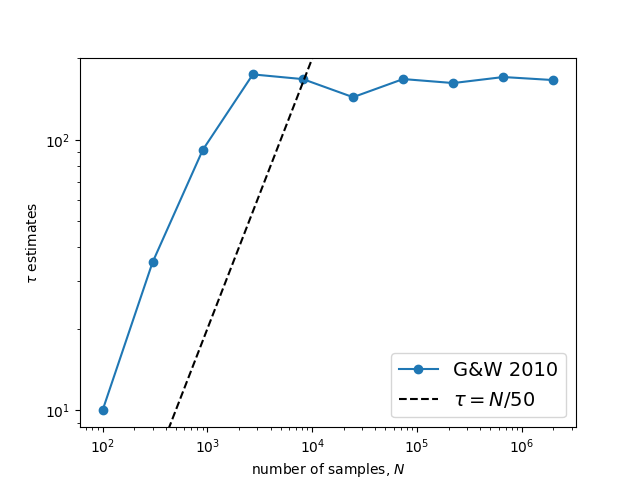 10²
τ estimates
10¹
G&W 2010
τ = N/50
10² 10³ 10⁴ 10⁵ 10⁶
number of samples, N